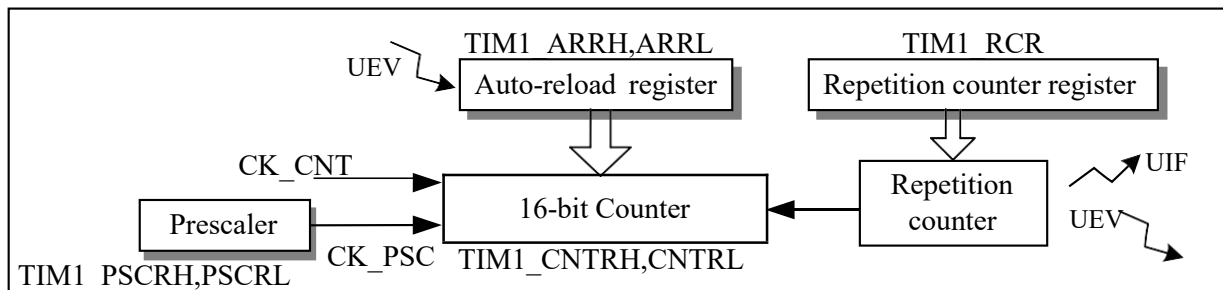 TIM1_ARRH,ARRL
TIM1_RCR
UEV
Auto-reload register
Repetition counter register
CK_CNT
UIF
16-bit Counter
Repetition
counter
Prescaler
UEV
CK_PSC
TIM1_CNTRH,CNTRL
TIM1_PSCRH,PSCRL